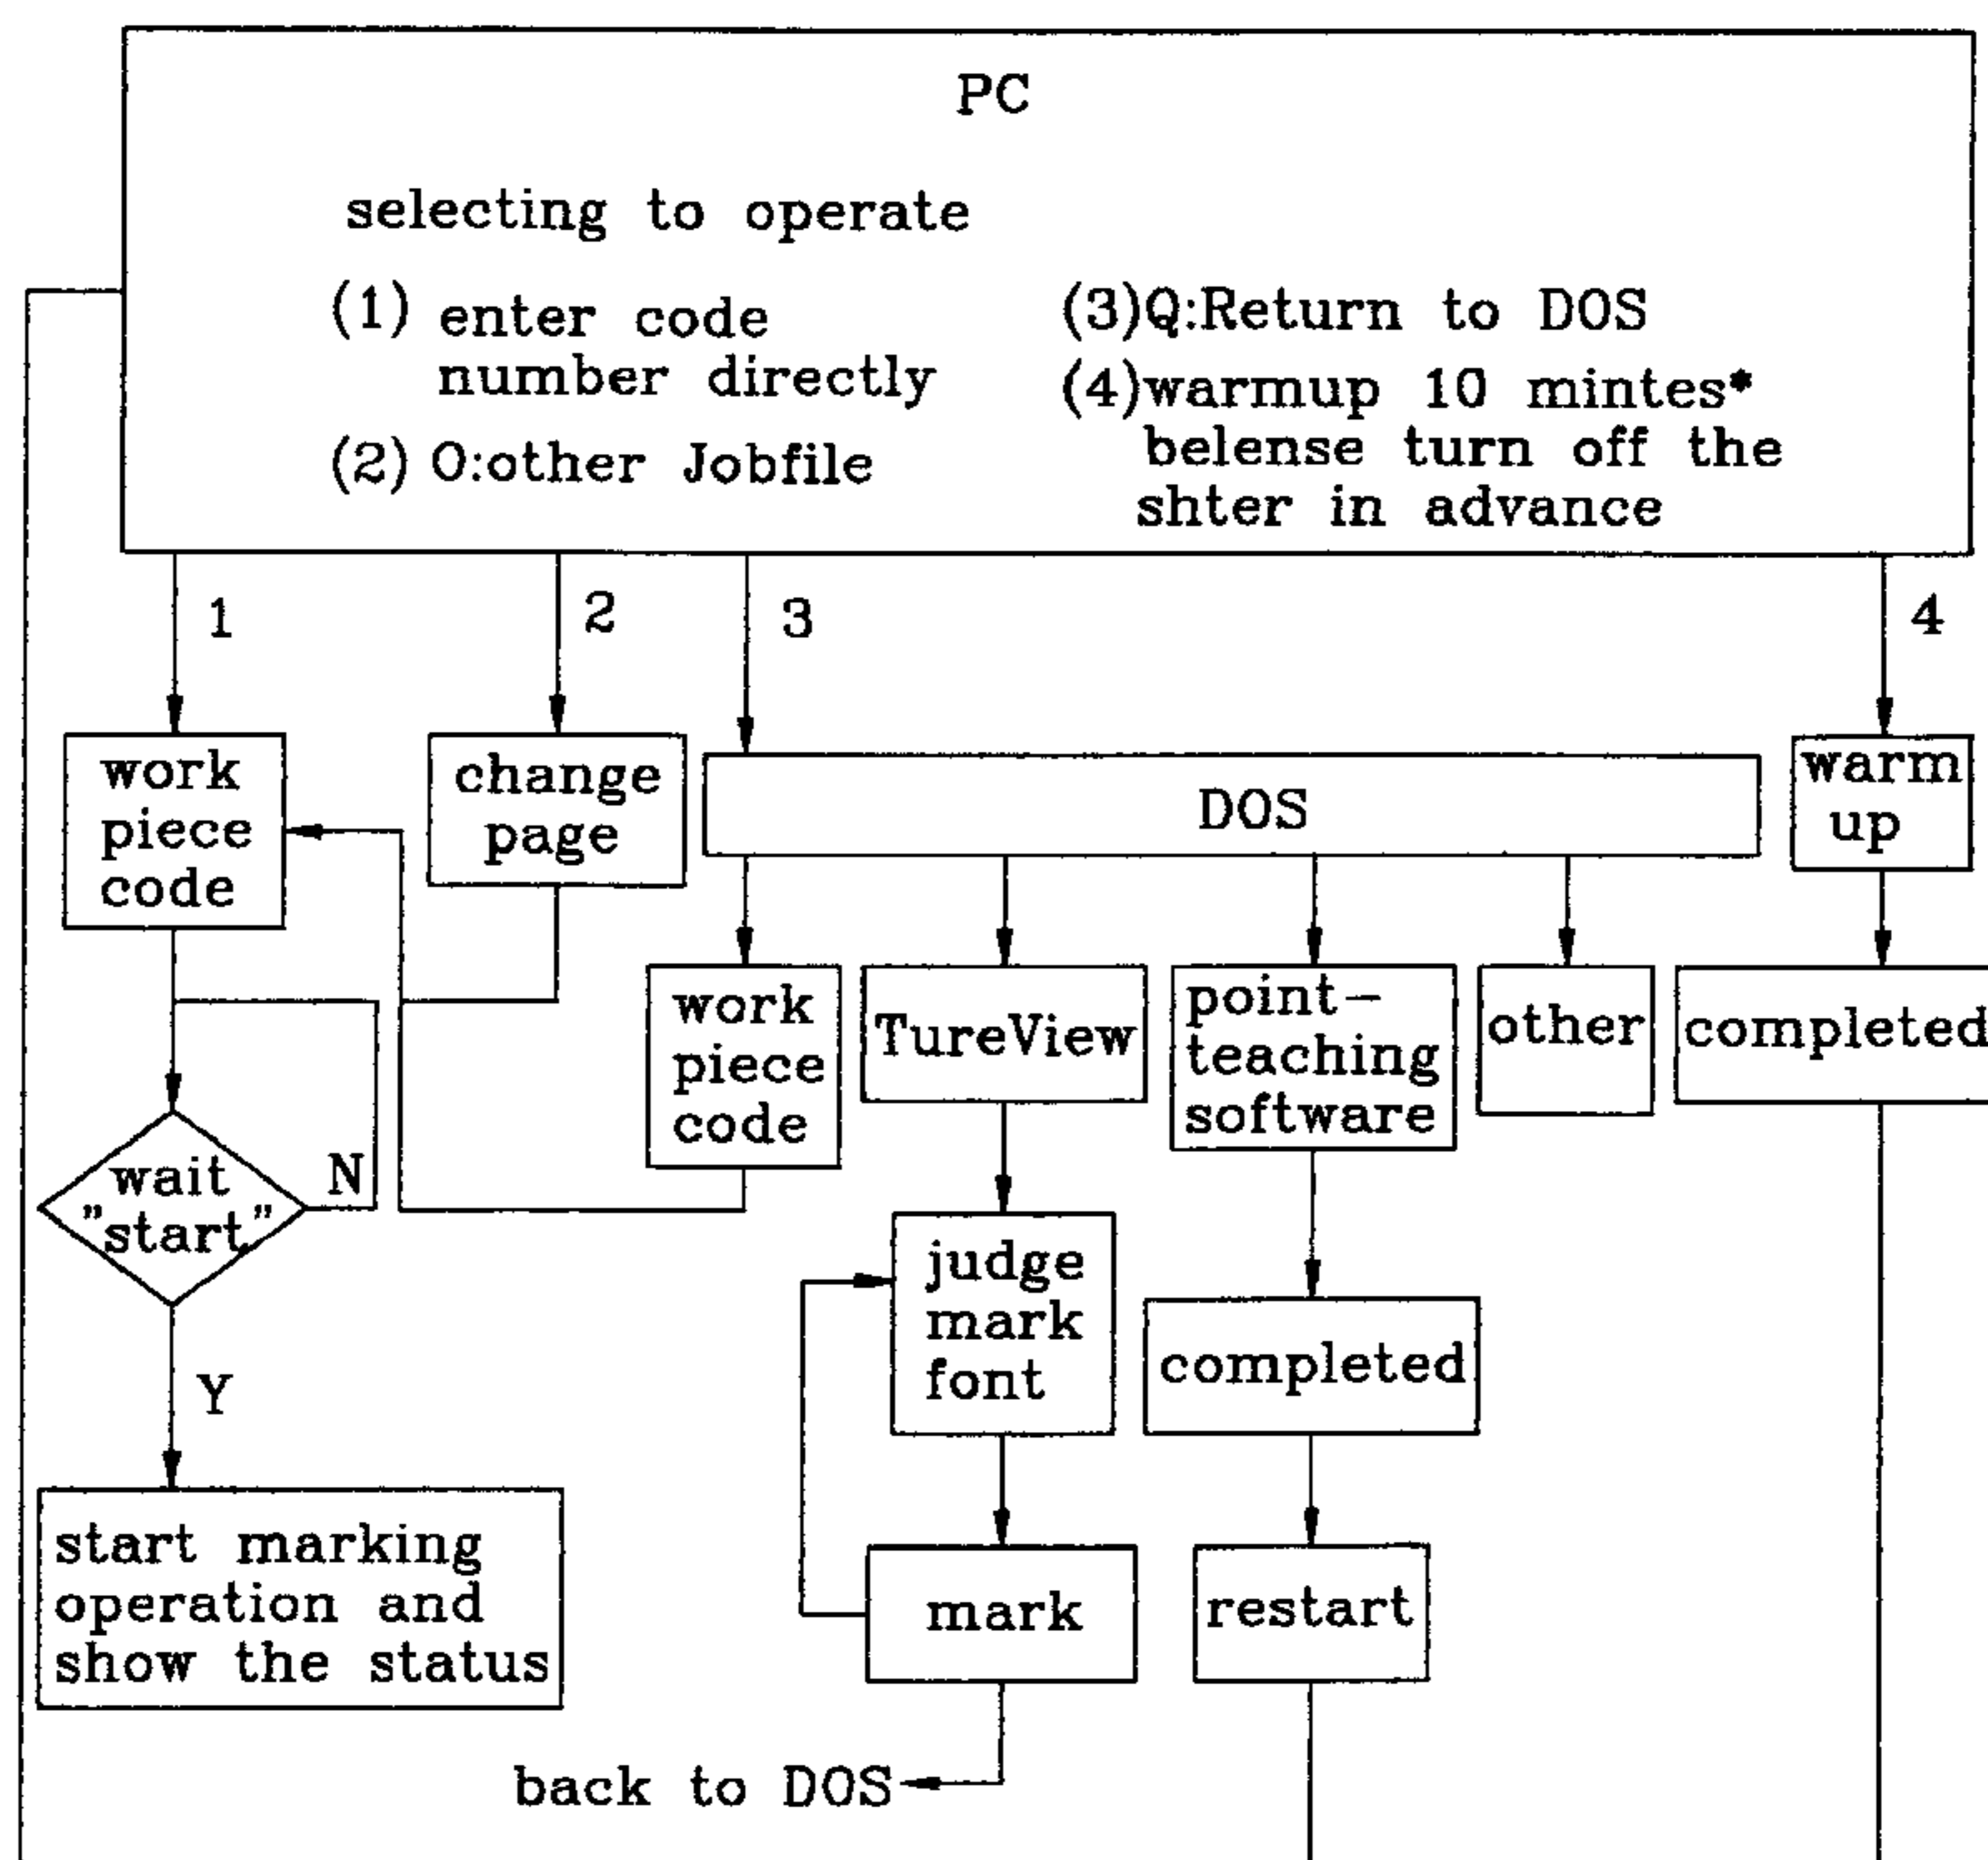 PC
selecting to operate
(1) enter code
number directly
(2) O:other Jobfile
(3)Q:Return to DOS
(4)warmup 10 mintes*
belense turn off the
shter in advance
1
2
3
4
work
piece
code
change
page
DOS
warm
up
work
piece
code
TureView
point-
teaching
software
other
completed
wait
"start"
N
Y
judge
mark
font
completed
start marking
operation and
show the status
mark
restart
back to DOS